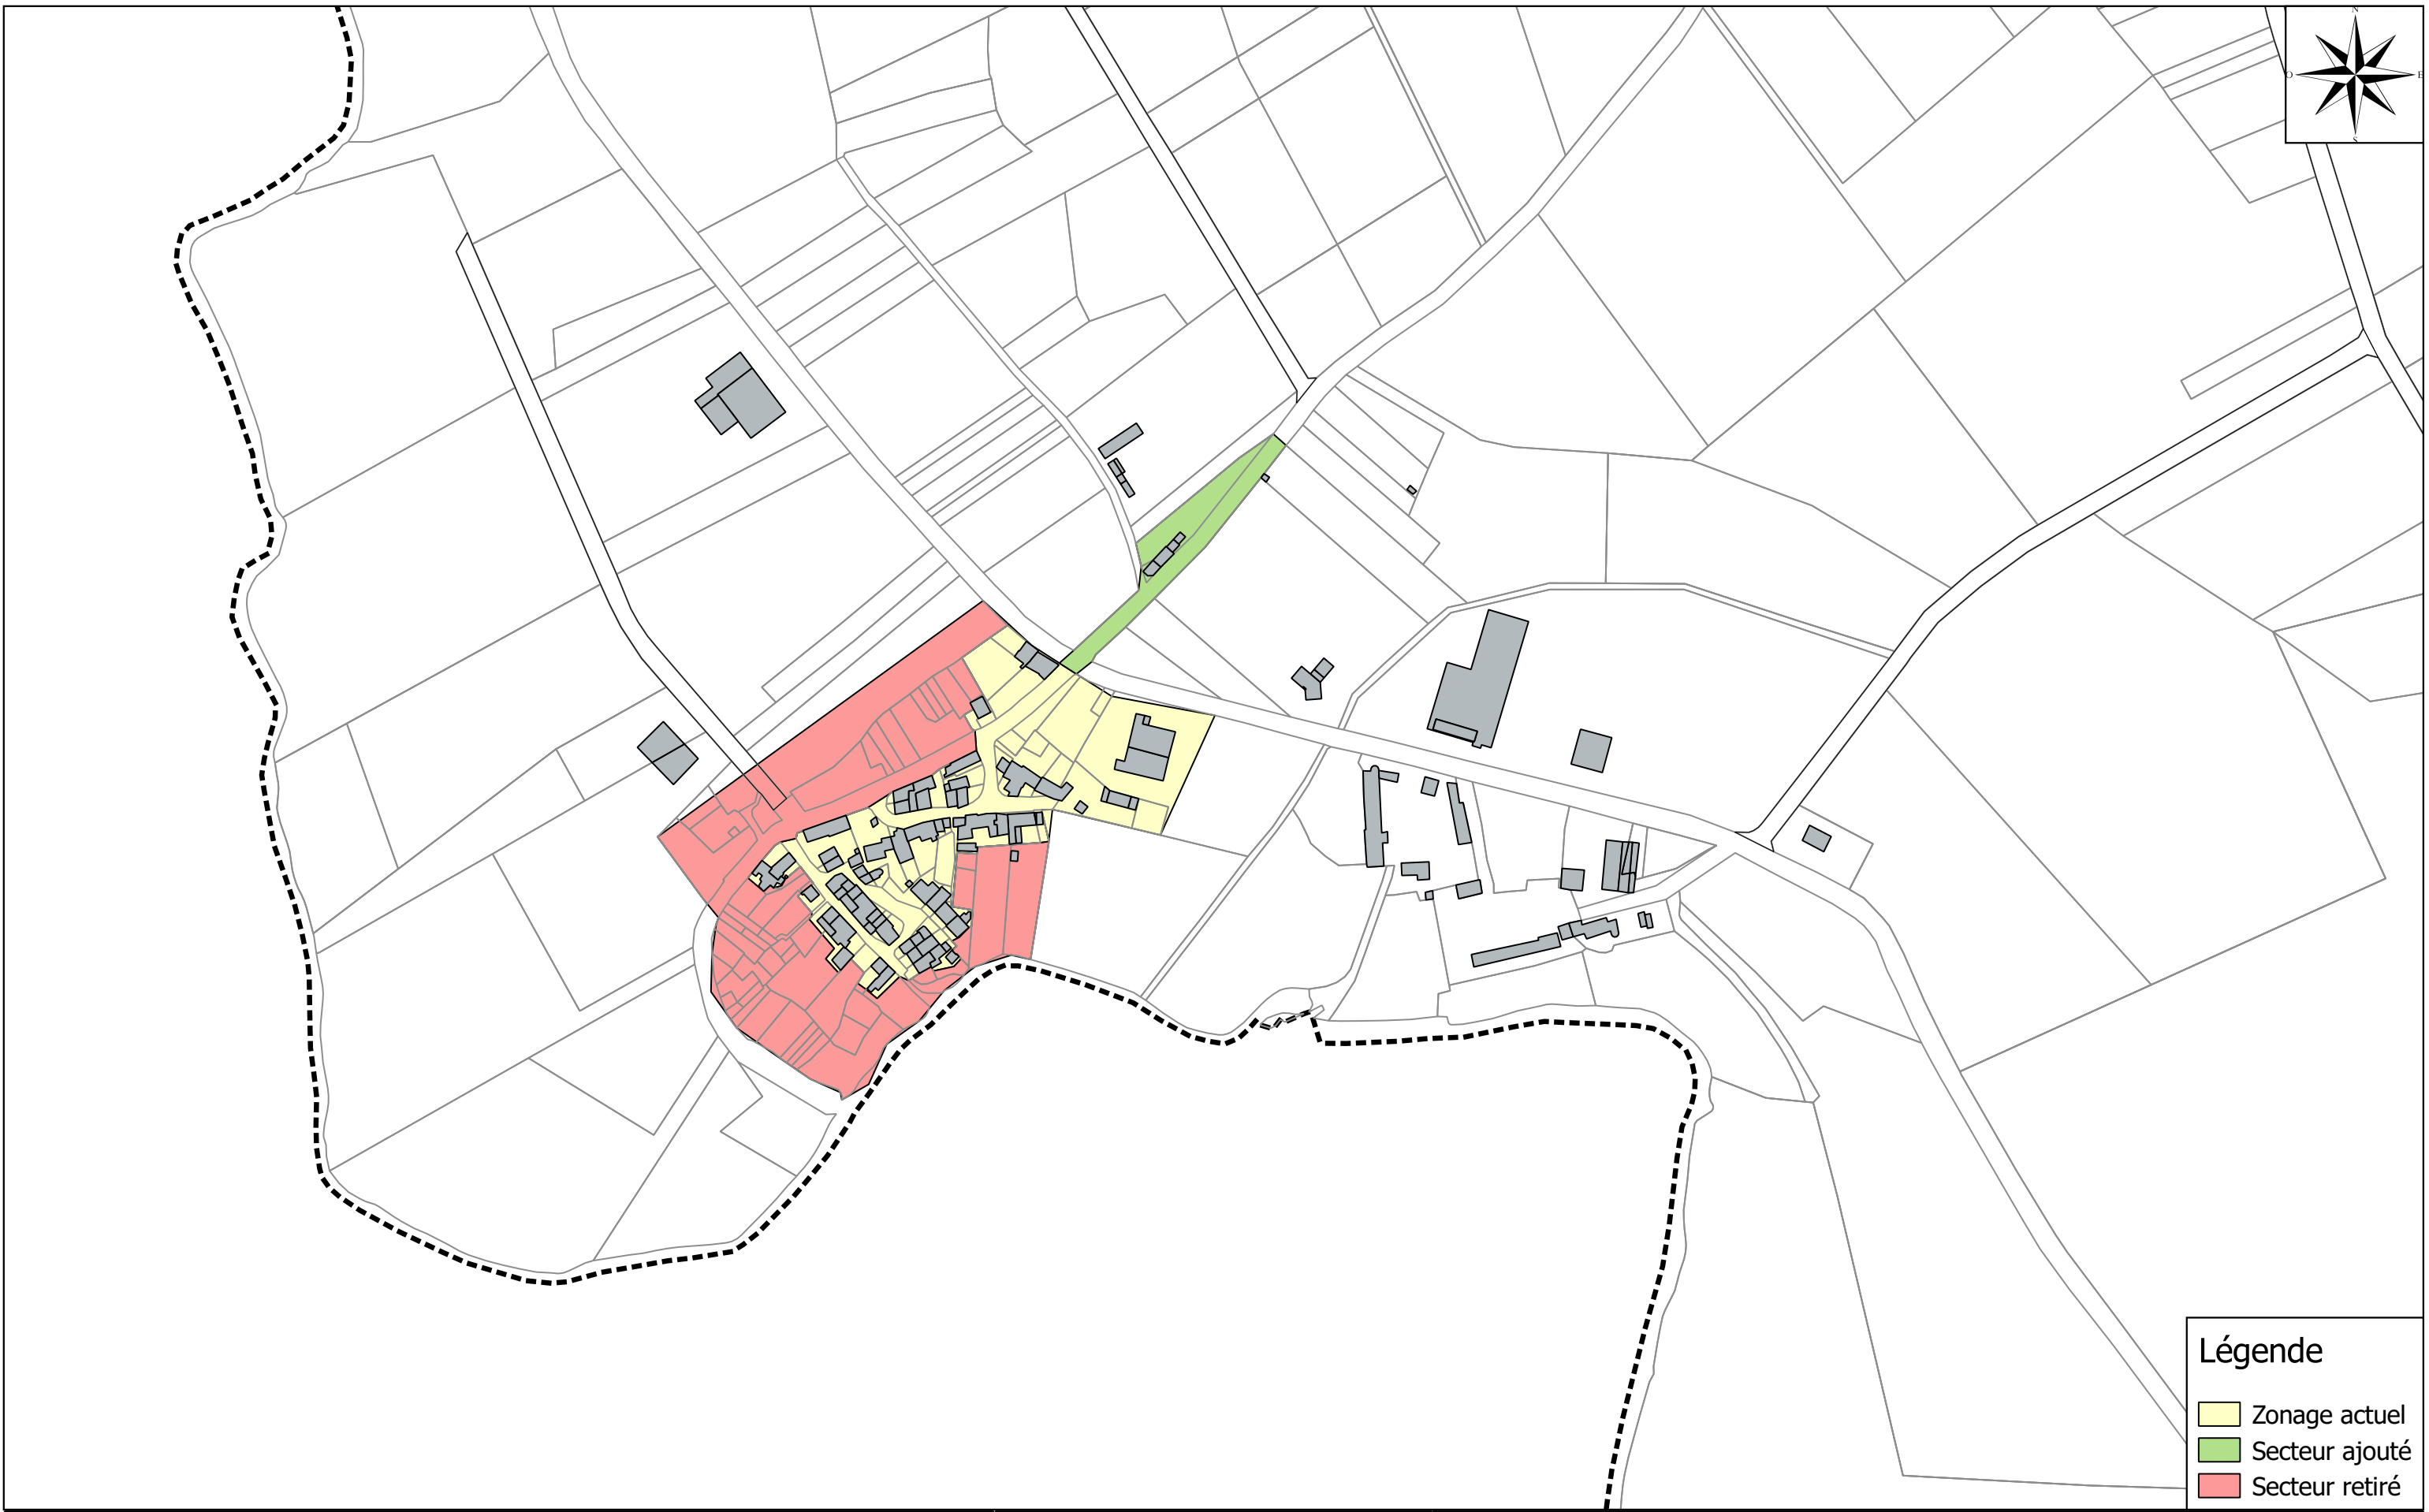 N
O
E
S
Légende
Zonage actuel
Secteur ajouté
Secteur retiré